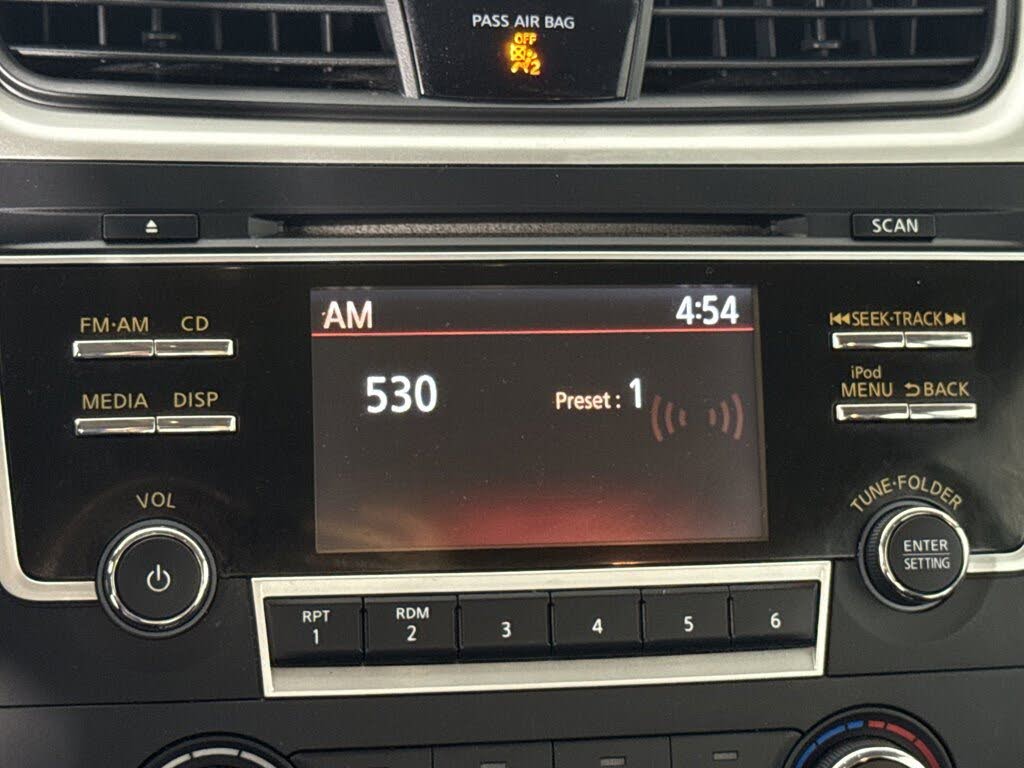 PASS AIR BAG
OFF
2
SCAN
FM·AM CD
MEDIA DISP
VOL
AM 4:54
530 Preset : 1
SEEK·TRACK
iPod
MENU BACK
TUNE·FOLDER
ENTER
SETTING
RPT
1
RDM
2
3
4
5
6